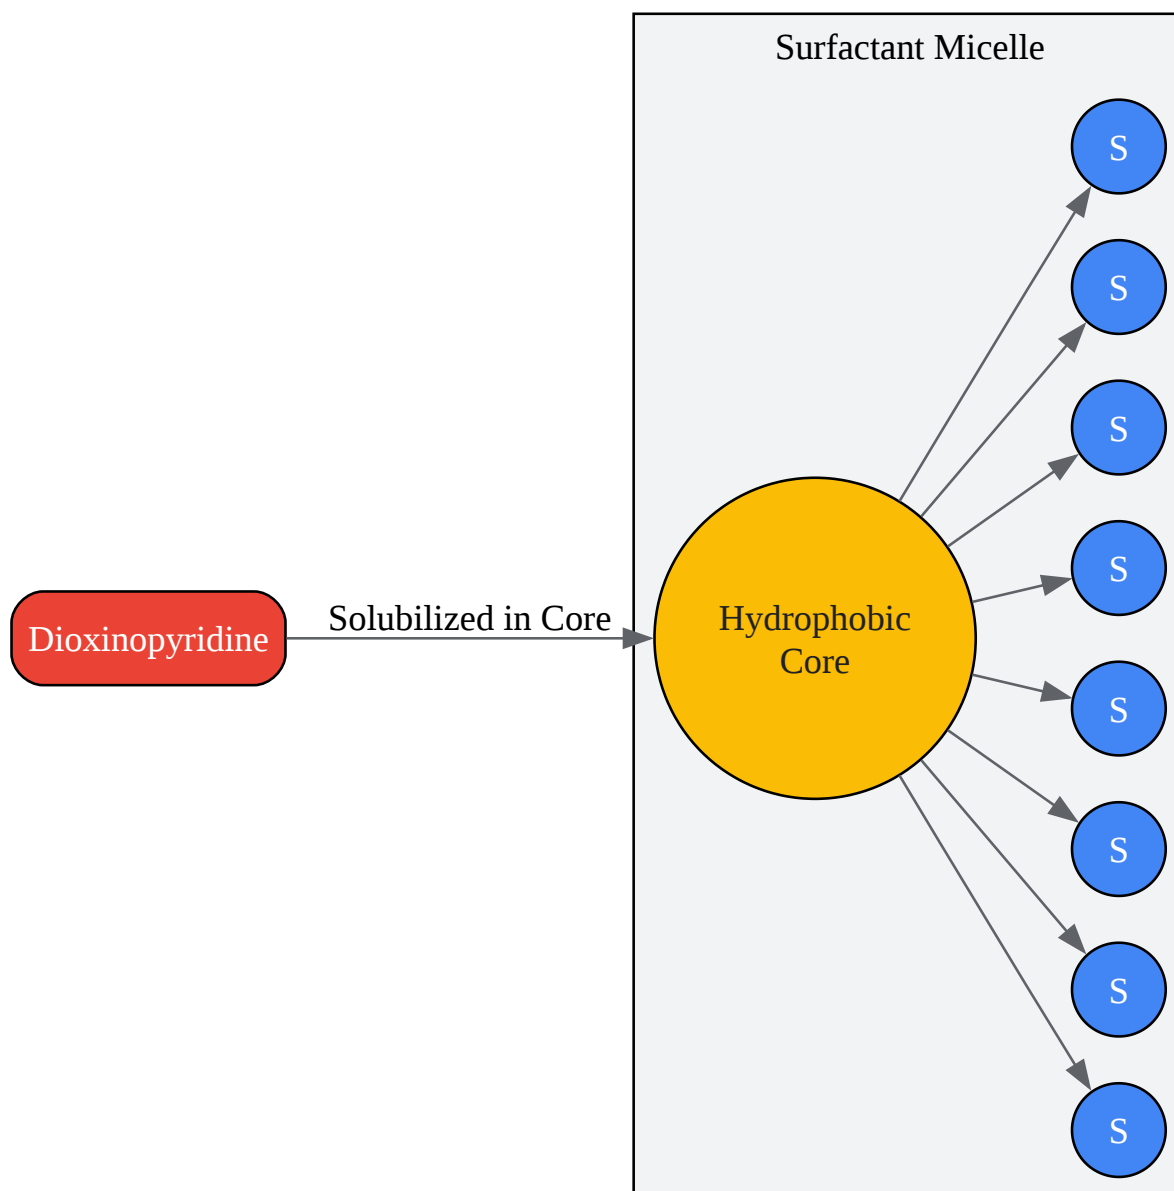 Surfactant Micelle
S
S
S
S
Dioxinopyridine
Solubilized in Core
Hydrophobic
Core
S
S
S
S